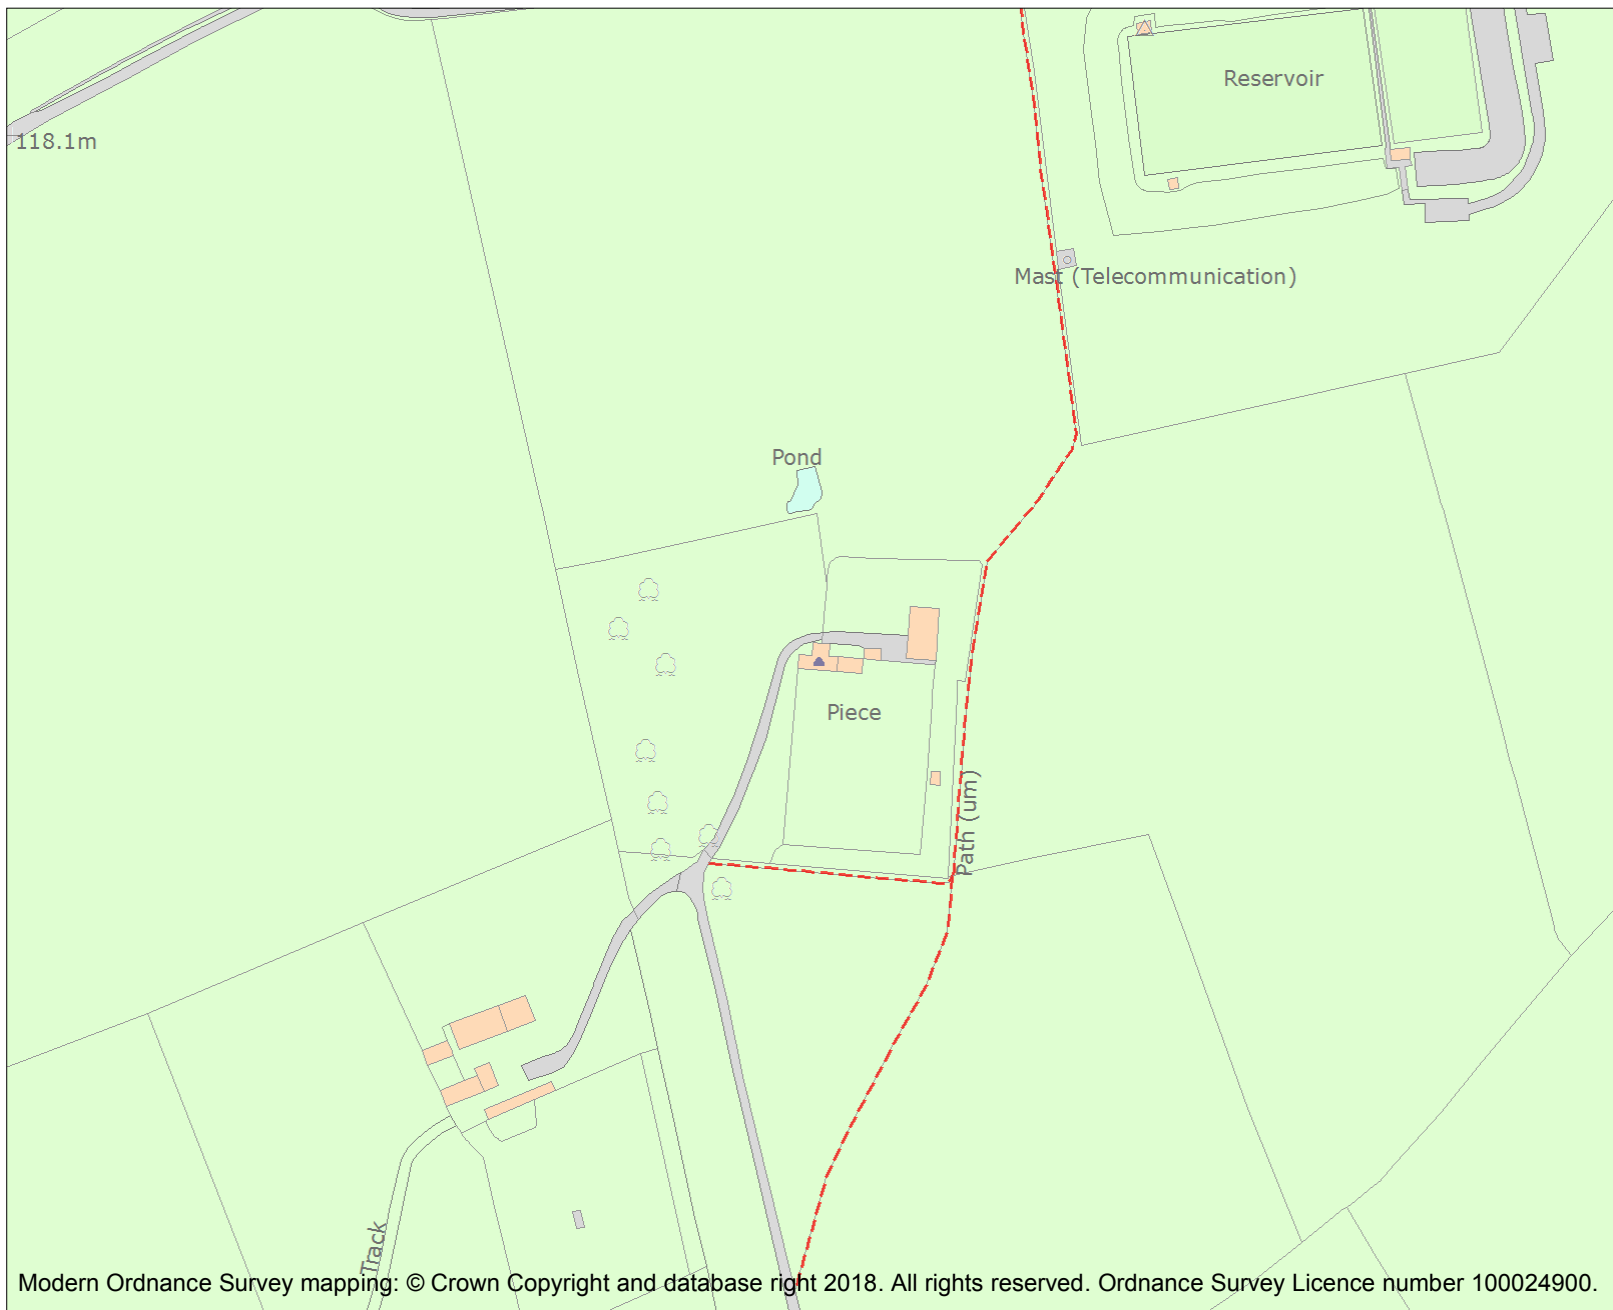 Reservoir
118.1m
Mast (Telecommunication)
Pond
Piece
Path (um)
Track
Modern Ordnance Survey mapping: © Crown Copyright and database right 2018. All rights reserved. Ordnance Survey Licence number 100024900.